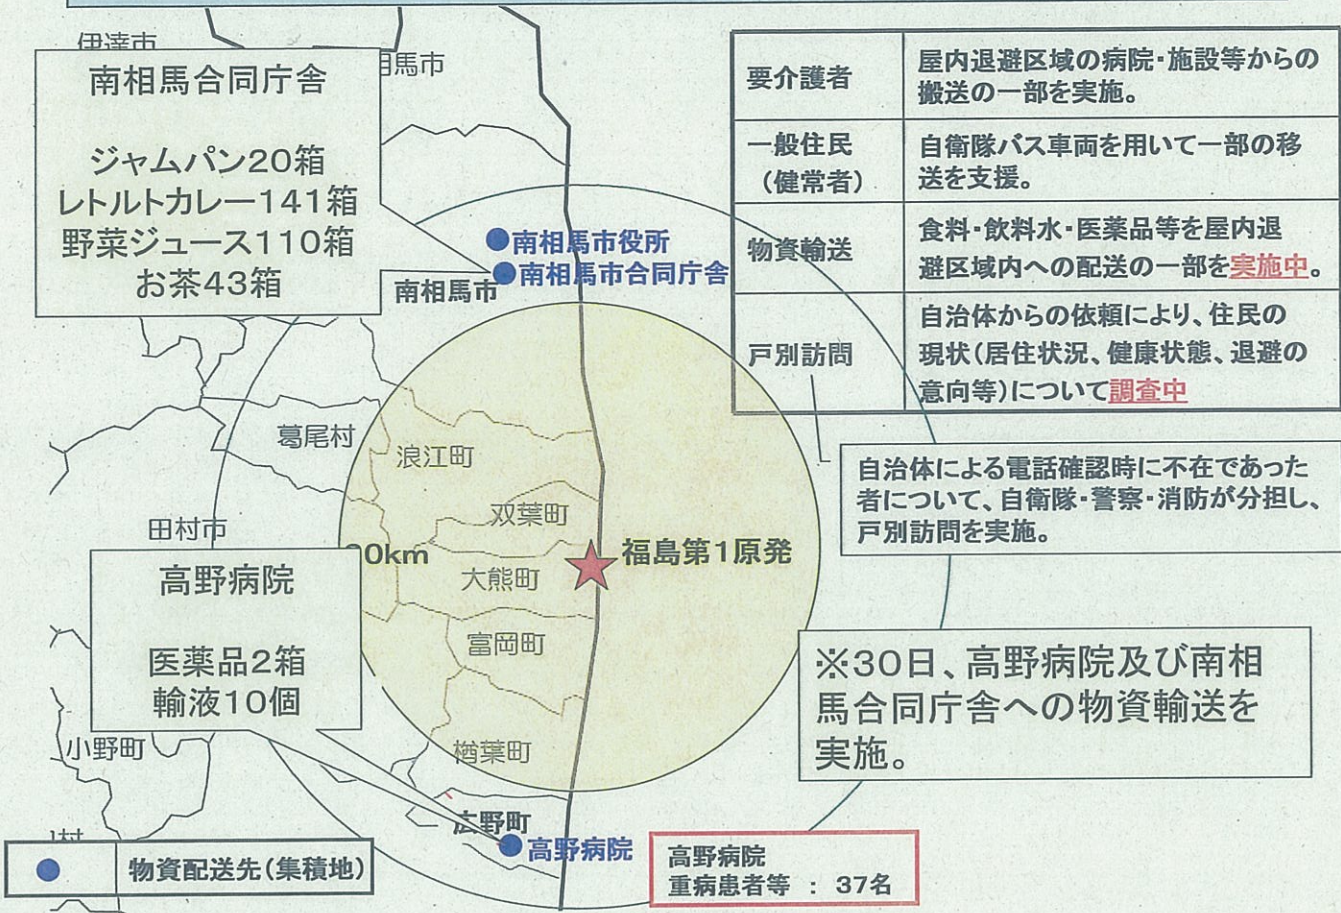 伊達市
相馬市
南相馬合同庁舎
ジャムパン20箱
レトルトカレー141箱
野菜ジュース110箱
お茶43箱
要介護者
屋内退避区域の病院・施設等からの
搬送の一部を実施。
一般住民
(健常者)
自衛隊バス車両を用いて一部の移
送を支援。
物資輸送
食料・飲料水・医薬品等を屋内退
避区域内への配送の一部を実施中。
戸別訪問
自治体からの依頼により、住民の
現状(居住状況、健康状態、退避の
意向等)について調査中
南相馬市役所
南相馬市合同庁舎
南相馬市
葛尾村
浪江町
双葉町
田村市
0km
大熊町
福島第1原発
富岡町
自治体による電話確認時に不在であった
者について、自衛隊・警察・消防が分担し、
戸別訪問を実施。
高野病院
医薬品2箱
輸液10個
※30日、高野病院及び南相
馬合同庁舎への物資輸送を
実施。
小野町
楢葉町
広野町
高野病院
村
物資配送先(集積地)
高野病院
重病患者等 : 37名